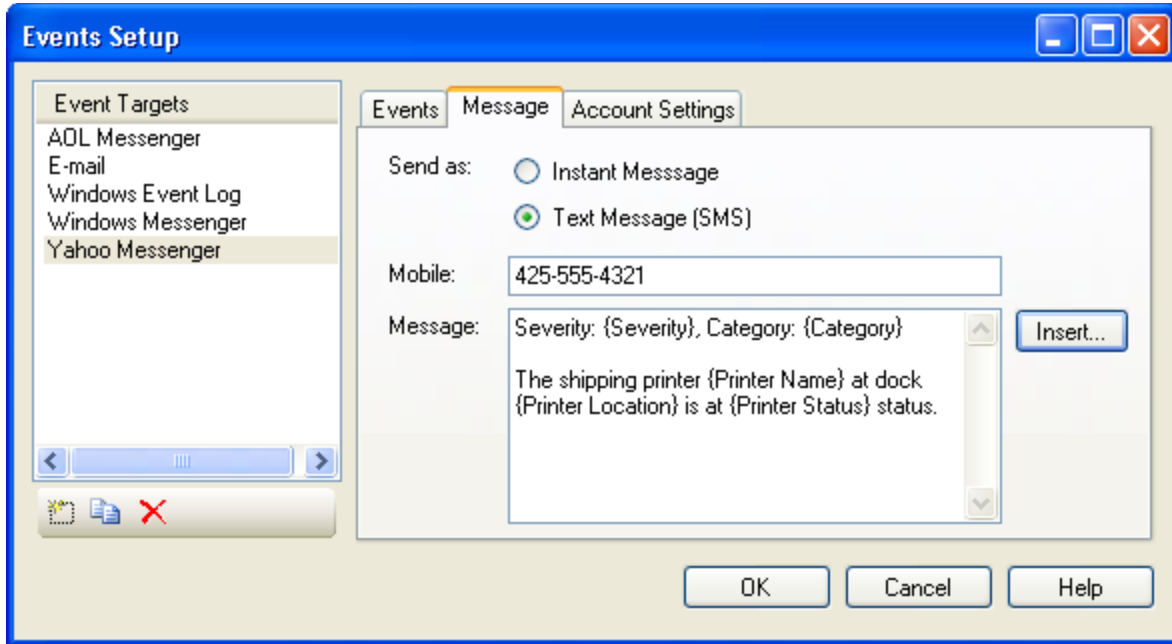 Events Setup
Event Targets
AOL Messenger
E-mail
Windows Event Log
Windows Messenger
Yahoo Messenger
Events
Message
Account Settings
Send as:
Instant Messsage
Text Message (SMS)
Mobile:
425-555-4321
Message:
Severity: {Severity}, Category: {Category}
The shipping printer {Printer Name} at dock
{Printer Location} is at {Printer Status} status.
Insert...
OK
Cancel
Help